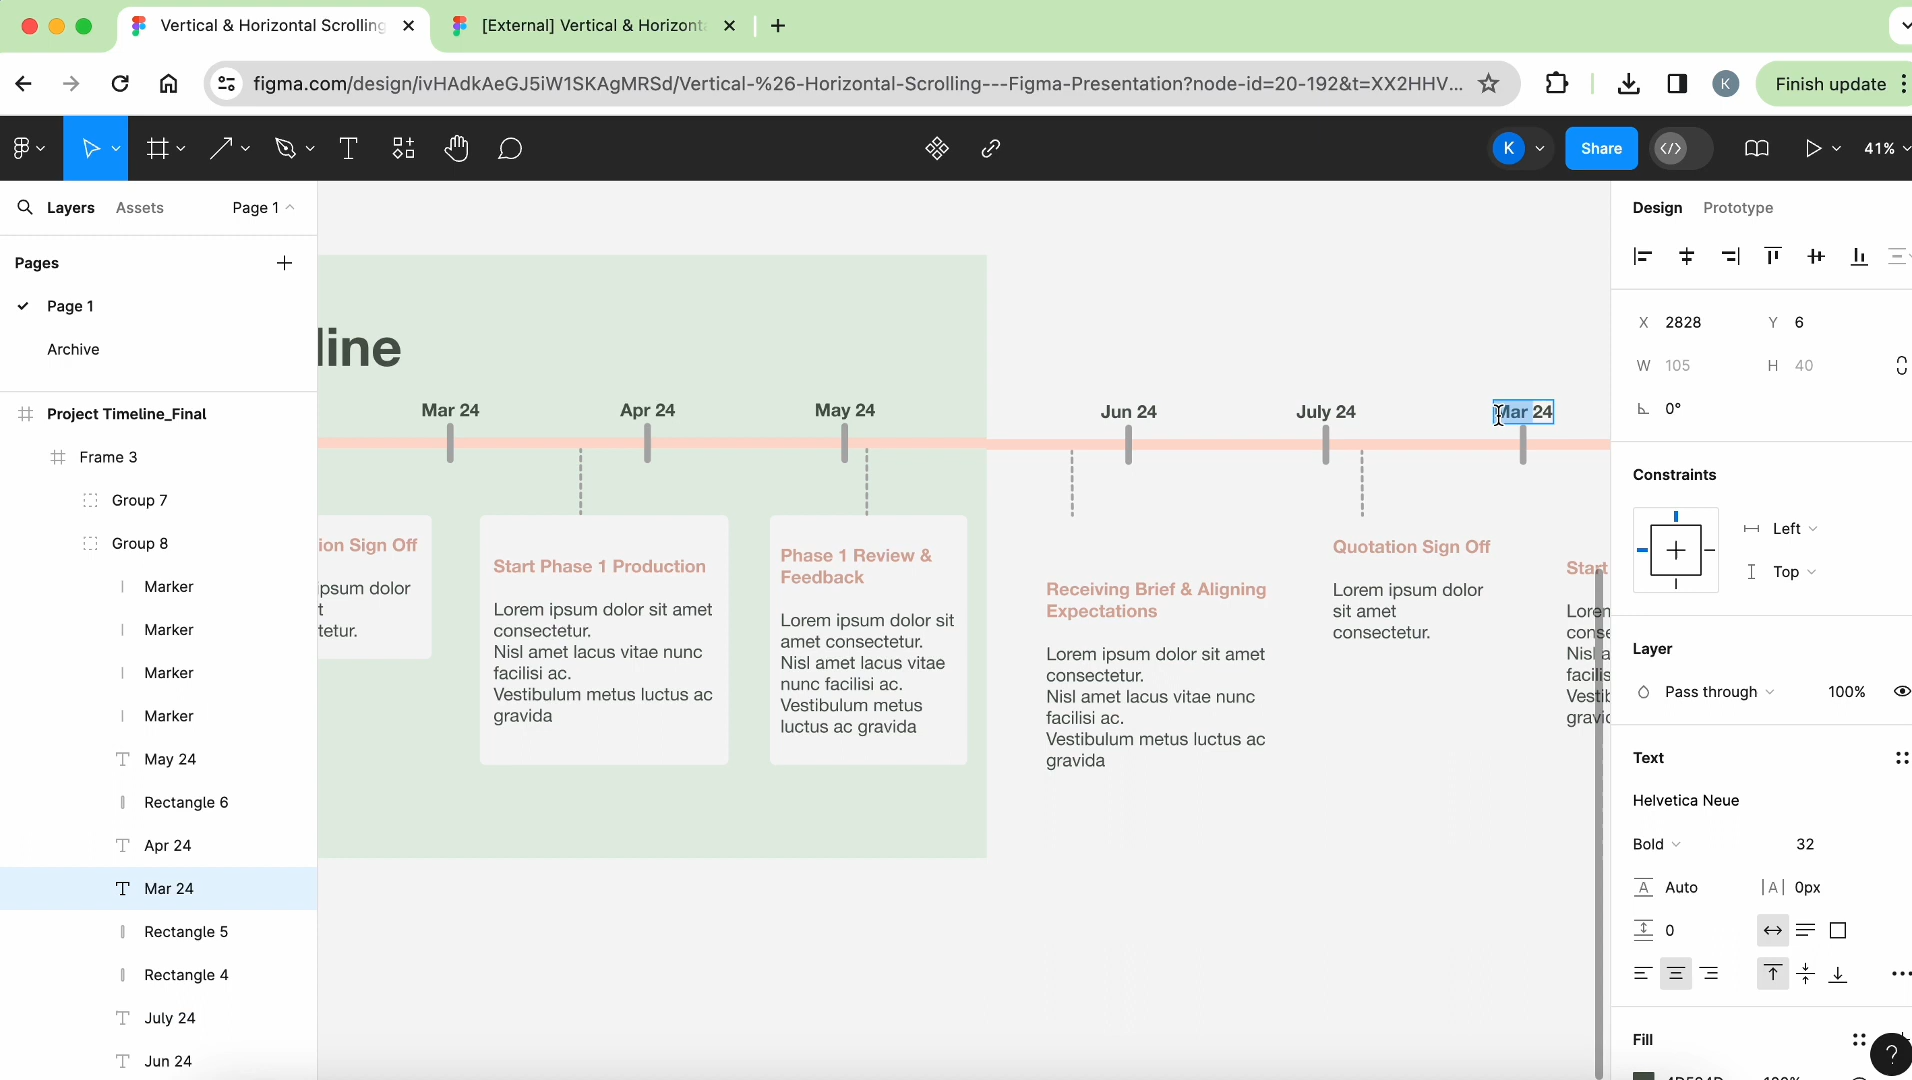 Vertical & Horizontal Scrolling
[External] Vertical & Horizont
figma.com/design/ivHAdkAeGJ5iW1SKAgMRSd/Vertical-%26-Horizontal-Scrolling---Figma-Presentation?node-id=20-192&t=XX2HHV...
K
Finish update
K
Share
41%
Layers
Assets
Page 1
Pages
Page 1
Archive
Project Timeline_Final
Frame 3
Group 7
Group 8
Marker
Marker
Marker
Marker
May 24
Rectangle 6
Apr 24
Mar 24
Rectangle 5
Rectangle 4
July 24
Jun 24
line
Mar 24
Apr 24
May 24
Jun 24
July 24
Mar 24
ion Sign Off
psum dolor
t
tetur.
Start Phase 1 Production
Lorem ipsum dolor sit amet
consectetur.
Nisl amet lacus vitae nunc
facilisi ac.
Vestibulum metus luctus ac
gravida
Phase 1 Review &
Feedback
Lorem ipsum dolor sit
amet consectetur.
Nisl amet lacus vitae
nunc facilisi ac.
Vestibulum metus
luctus ac gravida
Receiving Brief & Aligning
Expectations
Lorem ipsum dolor sit amet
consectetur.
Nisl amet lacus vitae nunc
facilisi ac.
Vestibulum metus luctus ac
gravida
Quotation Sign Off
Lorem ipsum dolor
sit amet
consectetur.
Start
Loren
conse
Nisl a
facilis
Vestib
gravic
Design
Prototype
X 2828
Y 6
W 105
H 40
0°
Constraints
Left
Top
Layer
Pass through
100%
Text
Helvetica Neue
Bold
32
Auto
|A| 0px
0
Fill
?